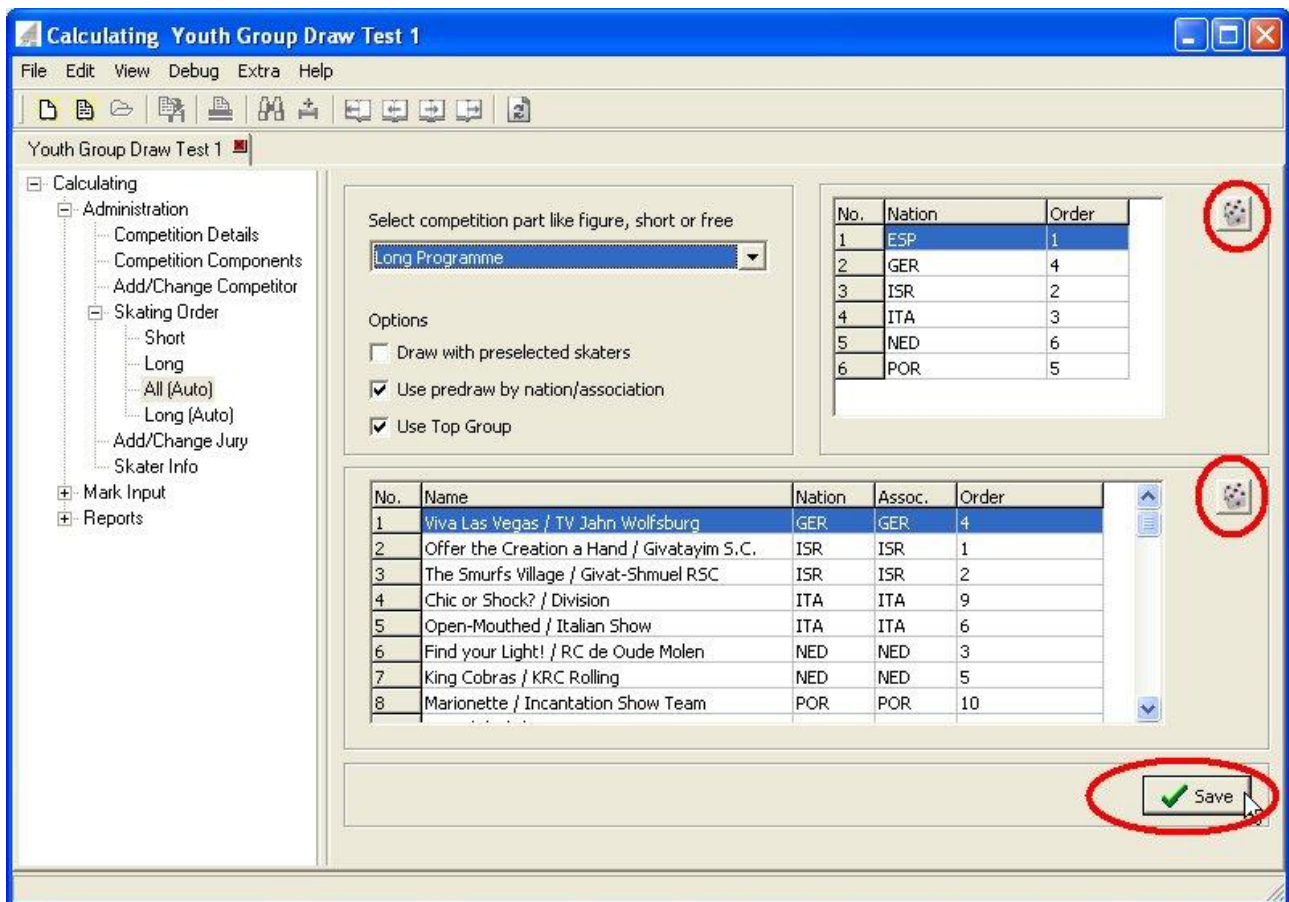 Calculating Youth Group Draw Test 1
File Edit View Debug Extra Help
Youth Group Draw Test 1
Calculating
Administration
Competition Details
Competition Components
Add/Change Competitor
Skating Order
Short
Long
All (Auto)
Long (Auto)
Add/Change Jury
Skater Info
Mark Input
Reports
Select competition part like figure, short or free
Long Programme
Options
Draw with preselected skaters
Use predraw by nation/association
Use Top Group
No. Nation Order
1 ESP 1
2 GER 4
3 ISR 2
4 ITA 3
5 NED 6
6 POR 5
No. Name Nation Assoc. Order
1 Viva Las Vegas / TV Jahn Wolfsburg GER GER 4
2 Offer the Creation a Hand / Givatayim S.C. ISR ISR 1
3 The Smurfs Village / Givat-Shmuel RSC ISR ISR 2
4 Chic or Shock? / Division ITA ITA 9
5 Open-Mouthed / Italian Show ITA ITA 6
6 Find your Light! / RC de Oude Molen NED NED 3
7 King Cobras / KRC Rolling NED NED 5
8 Marionette / Incantation Show Team POR POR 10
Save